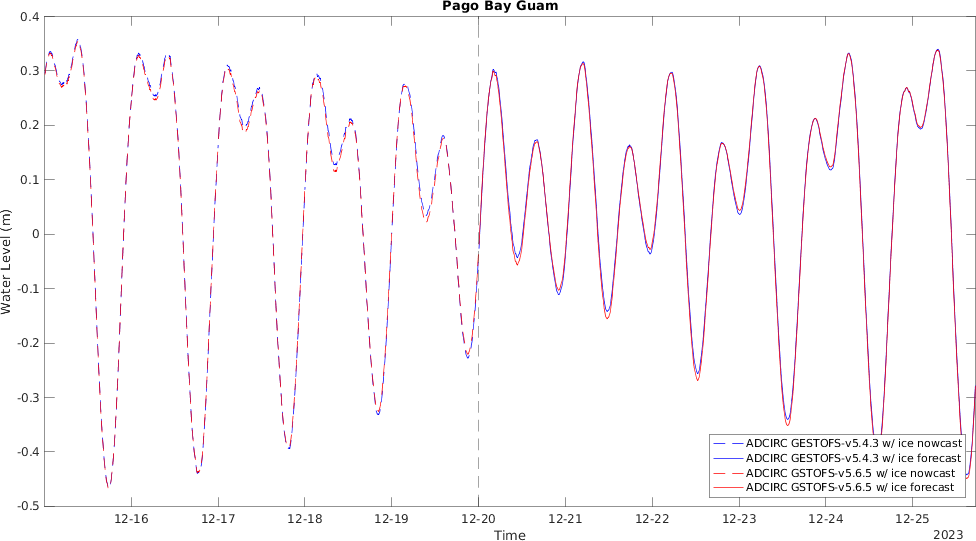 Pago Bay Guam
0.4
0.3
0.2
0.1
0
-0.1
-0.2
-0.3
-0.4
-0.5
Water Level (m)
ADCIRC GESTOFS-v5.4.3 w/ ice nowcast
ADCIRC GESTOFS-v5.4.3 w/ ice forecast
ADCIRC GSTOFS-v5.6.5 w/ ice nowcast
ADCIRC GSTOFS-v5.6.5 w/ ice forecast
12-16 12-17 12-18 12-19 12-20 12-21 12-22 12-23 12-24 12-25
Time
2023